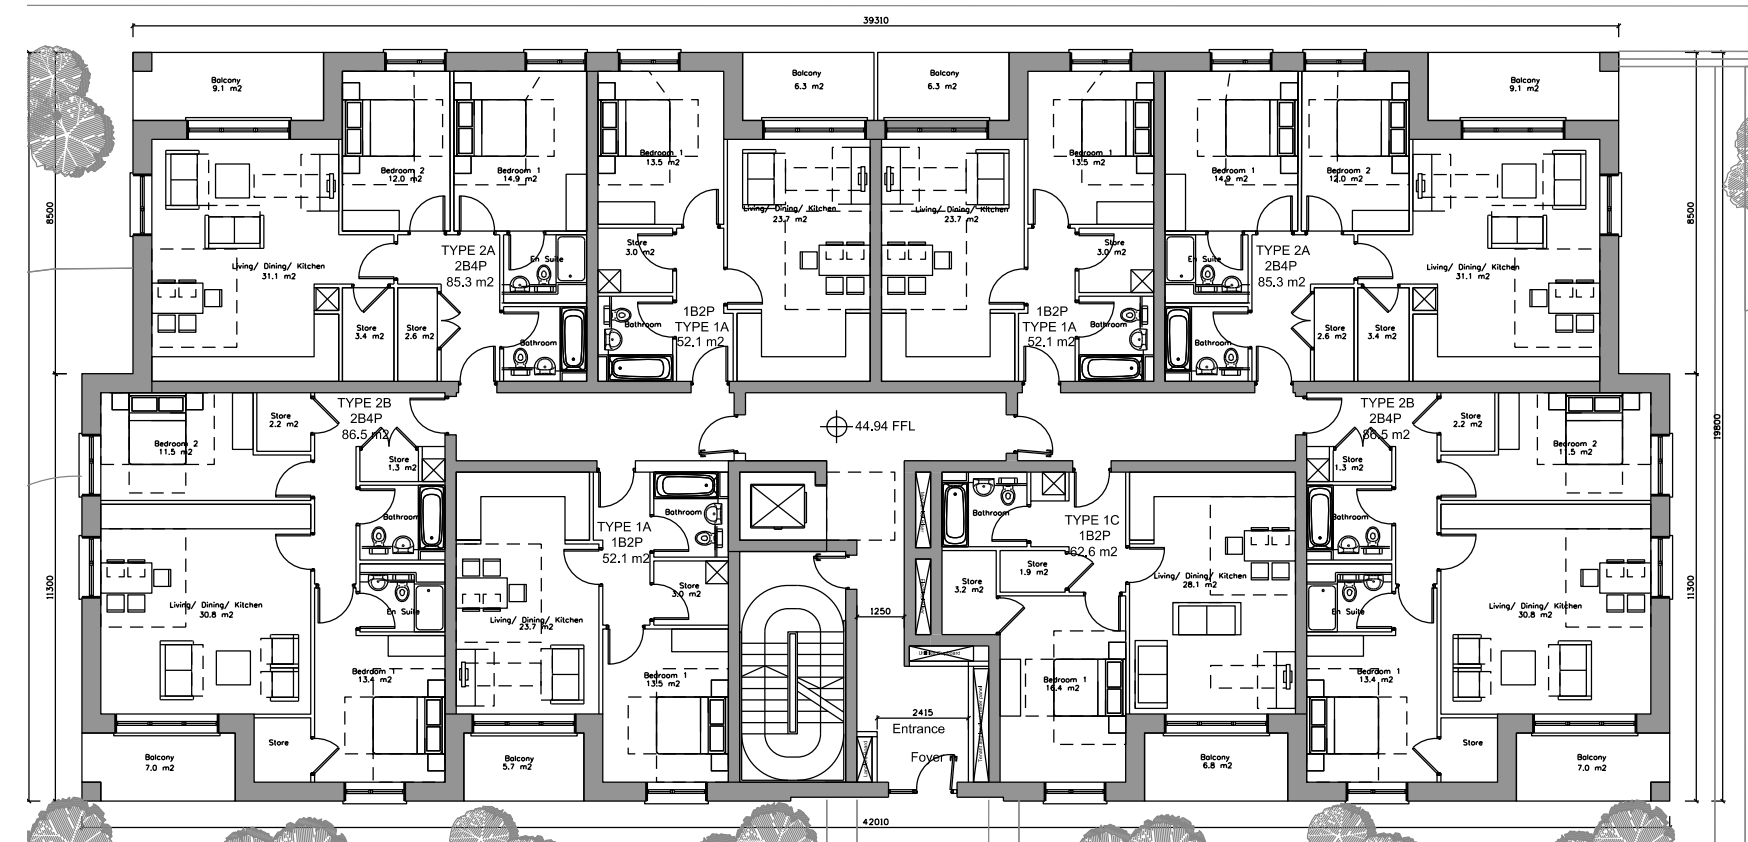 39310
Balcony
9.1 m2
Balcony
6.3 m2
Balcony
6.3 m2
Balcony
9.1 m2
Bedroom 2
12.0 m2
Bedroom 1
14.9 m2
Bedroom 1
13.5 m2
Living/ Dining/ Kitchen
23.7 m2
Living/ Dining/ Kitchen
23.7 m2
Bedroom 1
13.5 m2
Bedroom 1
14.9 m2
Bedroom 2
12.0 m2
8500
8500
Living/ Dining/ Kitchen
31.1 m2
TYPE 2A
2B4P
85.3 m2
En Suite
Store
3.0 m2
Store
3.0 m2
En Suite
TYPE 2A
2B4P
85.3 m2
Living/ Dining/ Kitchen
31.1 m2
Store
3.4 m2
Store
2.6 m2
Bathroom
Bathroom
1B2P
TYPE 1A
52.1 m2
1B2P
TYPE 1A
52.1 m2
Bathroom
Bathroom
Store
2.6 m2
Store
3.4 m2
Bedroom 2
11.5 m2
Store
2.2 m2
TYPE 2B
2B4P
86.5 m2
Store
1.3 m2
44.94 FFL
TYPE 2B
2B4P
86.5 m2
Store
1.3 m2
Store
2.2 m2
Bedroom 2
11.5 m2
19800
Bathroom
TYPE 1A
1B2P
52.1 m2
Bathroom
Bathroom
TYPE 1C
1B2P
62.6 m2
Bathroom
11300
11300
Living/ Dining/ Kitchen
30.8 m2
En Suite
Living/ Dining/ Kitchen
23.7 m2
Store
3.0 m2
1250
Store
3.2 m2
Store
1.9 m2
Living/ Dining/ Kitchen
28.1 m2
En Suite
Living/ Dining/ Kitchen
30.8 m2
Bedroom 1
13.4 m2
Bedroom 1
13.5 m2
Bedroom 1
16.4 m2
Bedroom 1
13.4 m2
2415
Entrance
Foyer
Balcony
7.0 m2
Store
Balcony
5.7 m2
Balcony
6.8 m2
Store
Balcony
7.0 m2
42010